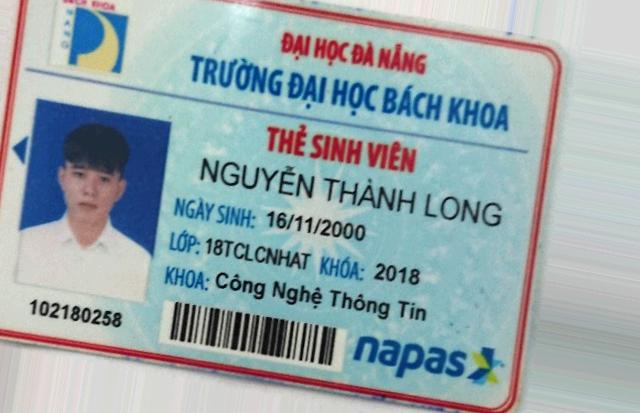 BÁCH KHOA
ĐẠI HỌC ĐÀ NẴNG
TRƯỜNG ĐẠI HỌC BÁCH KHOA
THẺ SINH VIÊN
NGUYỄN THÀNH LONG
NGÀY SINH: 16/11/2000
LỚP: 18TCLCNHAT KHÓA: 2018
KHOA: Công Nghệ Thông Tin
102180258
napas